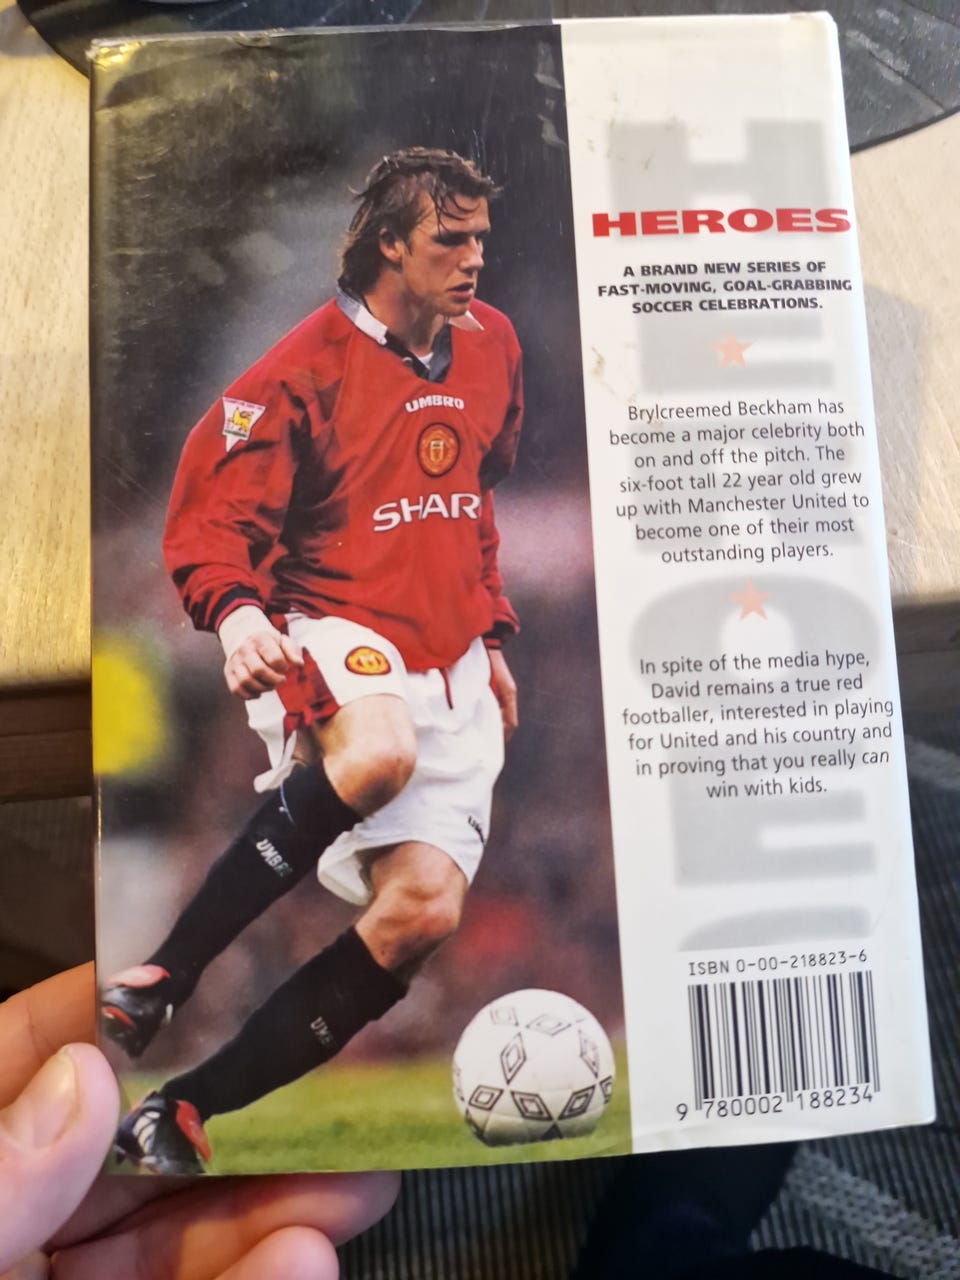 HEROES
A BRAND NEW SERIES OF
FAST-MOVING, GOAL-GRABBING
SOCCER CELEBRATIONS.
Brylcreemed Beckham has
become a major celebrity both
on and off the pitch. The
six-foot tall 22 year old grew
up with Manchester United to
become one of their most
outstanding players.
In spite of the media hype,
David remains a true red
footballer, interested in playing
for United and his country and
in proving that you really can
win with kids.
ISBN 0-00-218823-6
9 780002 188234
UMBRO
SHAR
UMBR
UMB
HERO